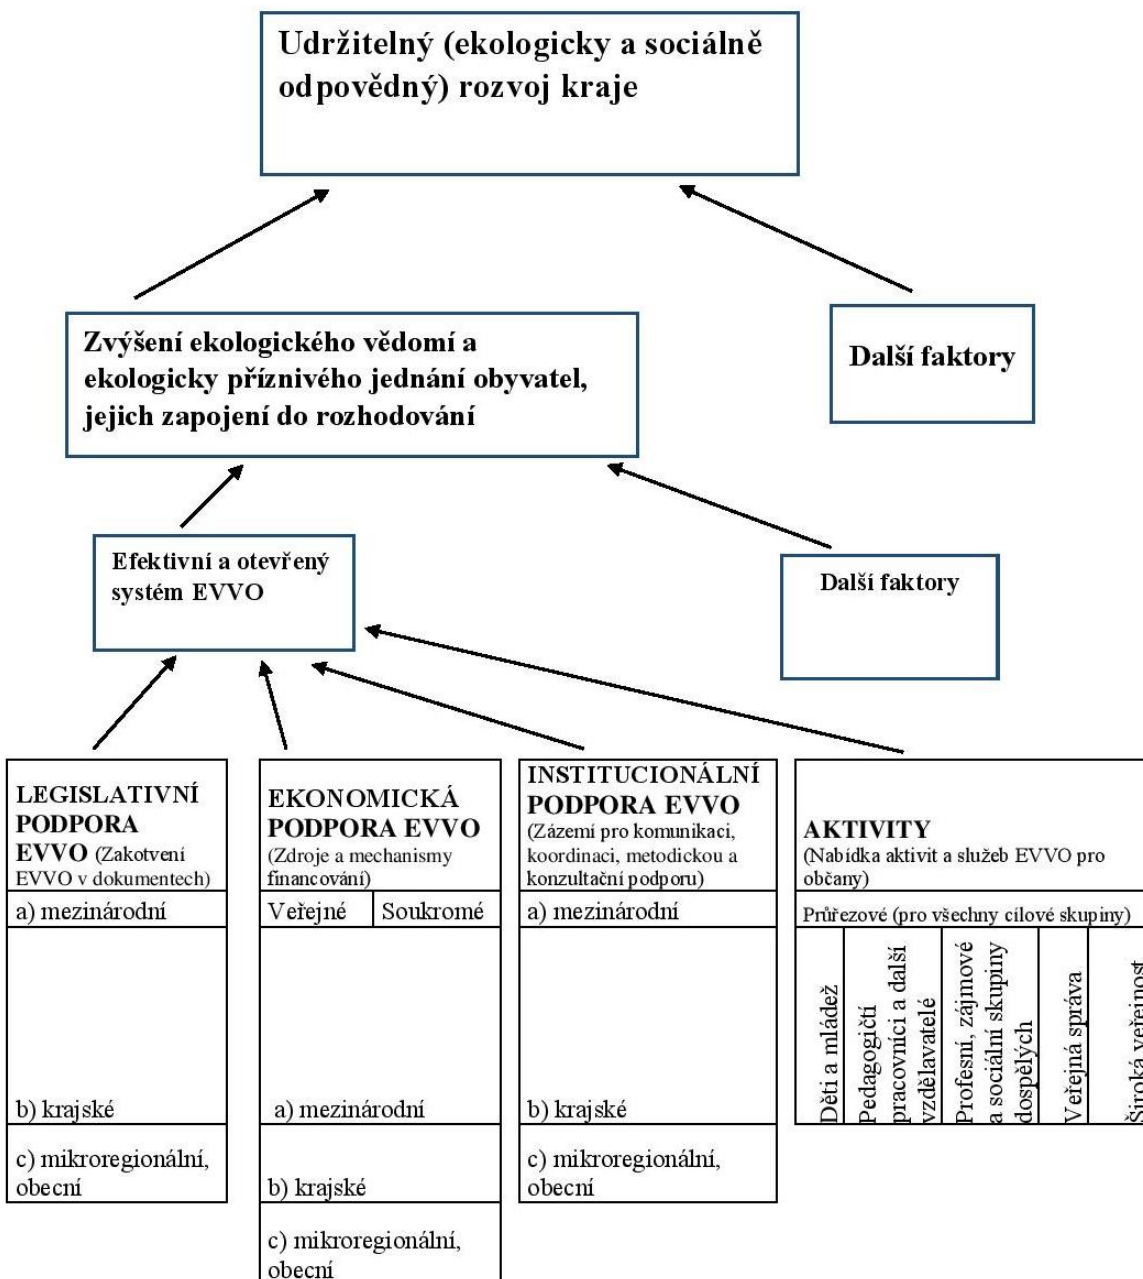 Udržitelný (ekologicky a sociálně
odpovědný) rozvoj kraje
Zvýšení ekologického vědomí a
ekologicky příznivého jednání obyvatel,
jejich zapojení do rozhodování
Další faktory
Efektivní a otevřený
systém EVVO
Další faktory
LEGISLATIVNÍ
PODPORA
EVVO (Zakotvení
EVVO v dokumentech)
a) mezinárodní
b) krajské
c) mikroregionální,
obecní
EKONOMICKÁ
PODPORA EVVO
(Zdroje a mechanismy
financování)
Veřejné
Soukromé
a) mezinárodní
b) krajské
c) mikroregionální,
obecní
INSTITUCIONÁLNÍ
PODPORA EVVO
(Zázemí pro komunikaci,
koordinaci, metodickou a
konzultační podporu)
a) mezinárodní
b) krajské
c) mikroregionální,
obecní
AKTIVITY
(Nabídka aktivit a služeb EVVO pro
občany)
Průřezové (pro všechny cílové skupiny)
Děti a mládež
Pedagogičtí
pracovníci a další
vzdělavatelé
Profesní, zájmové
a sociální skupiny
dospělých
Veřejná správa
Široká veřejnost